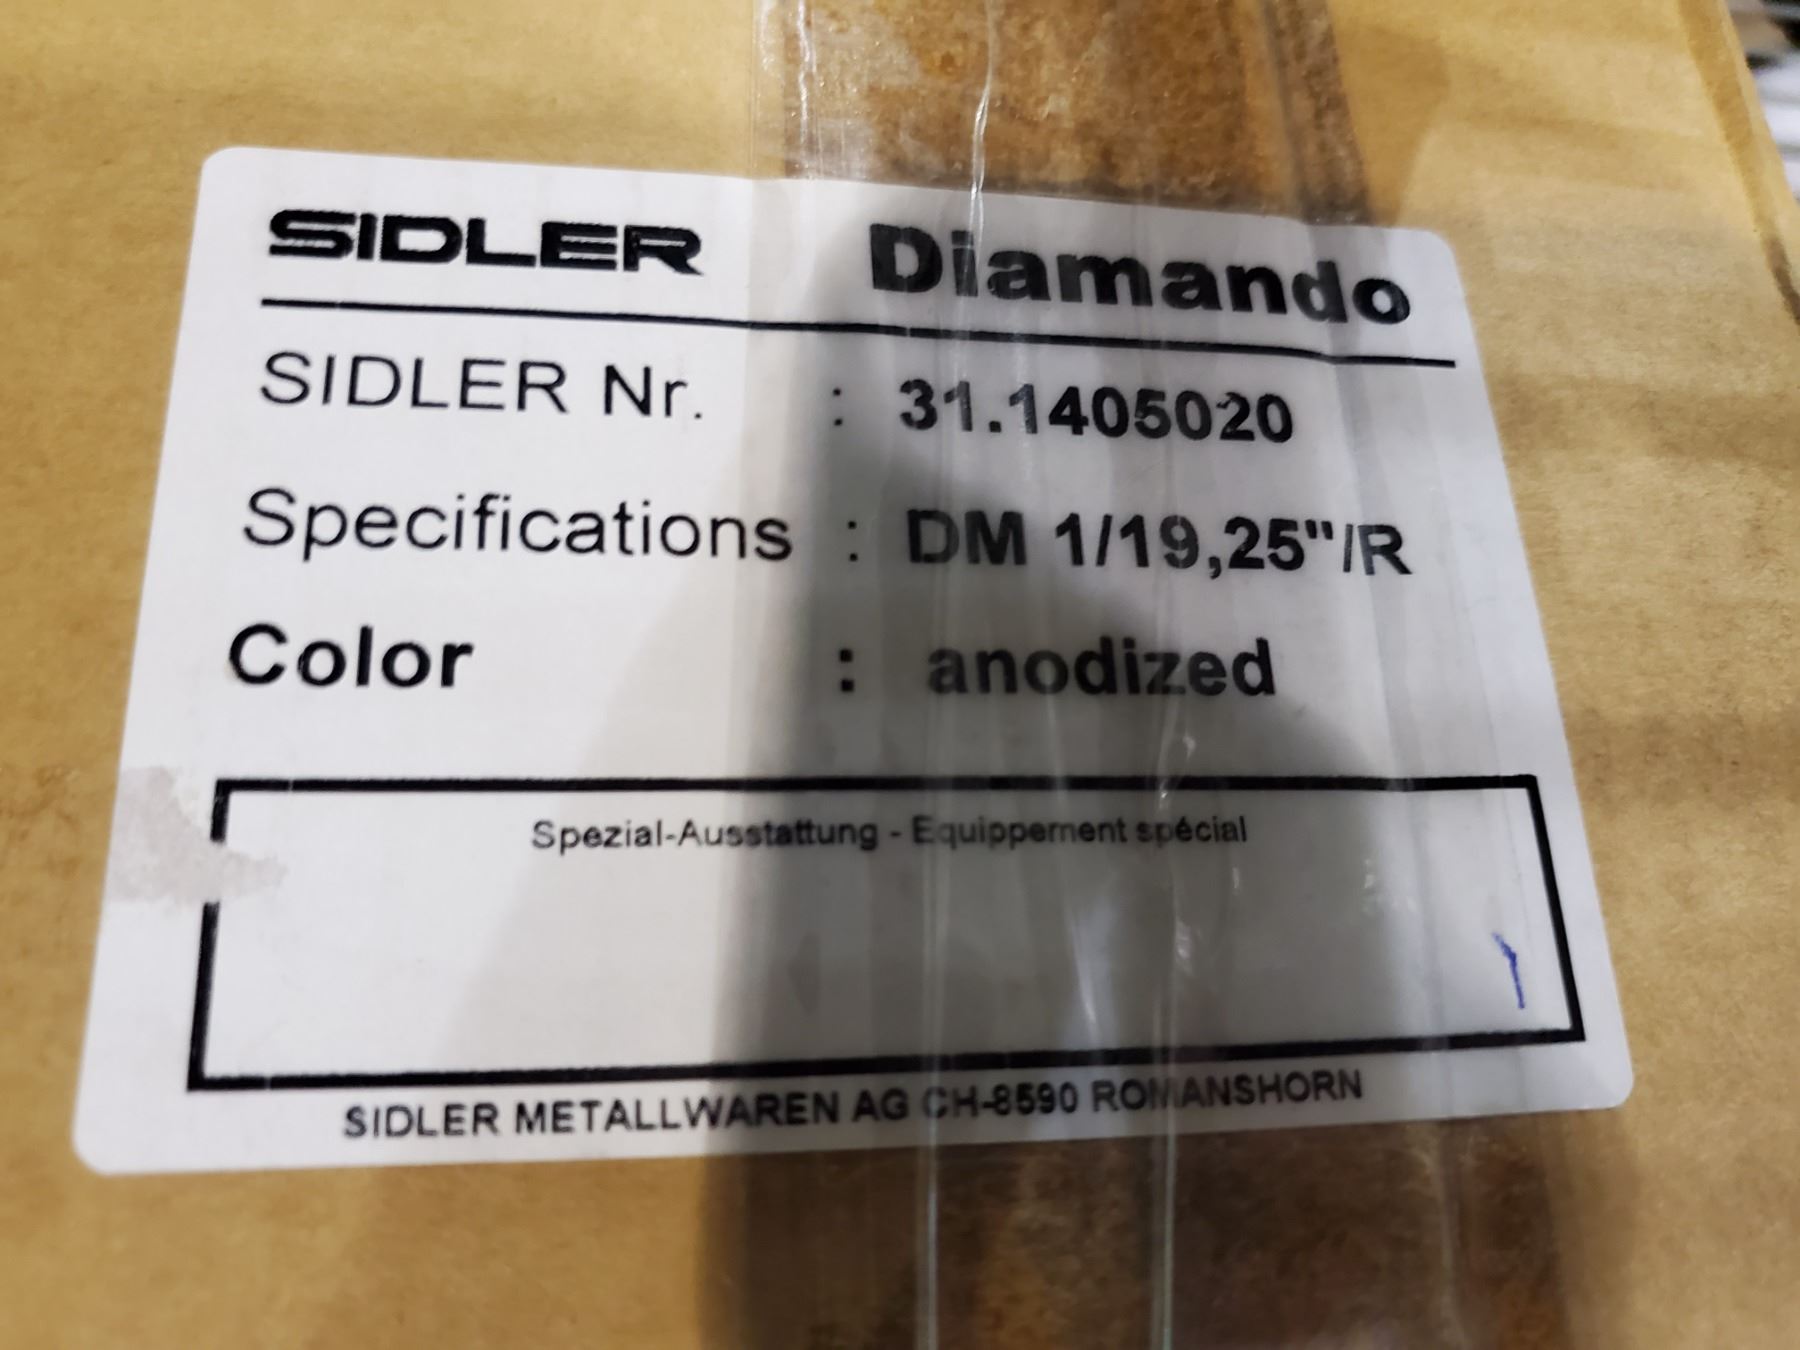 SIDLER Diamando
SIDLER Nr. : 31.1405020
Specifications : DM 1/19,25"/R
Color : anodized
Spezial-Ausstattung - Equippement spécial
SIDLER METALLWAREN AG CH-8590 ROMANSHORN